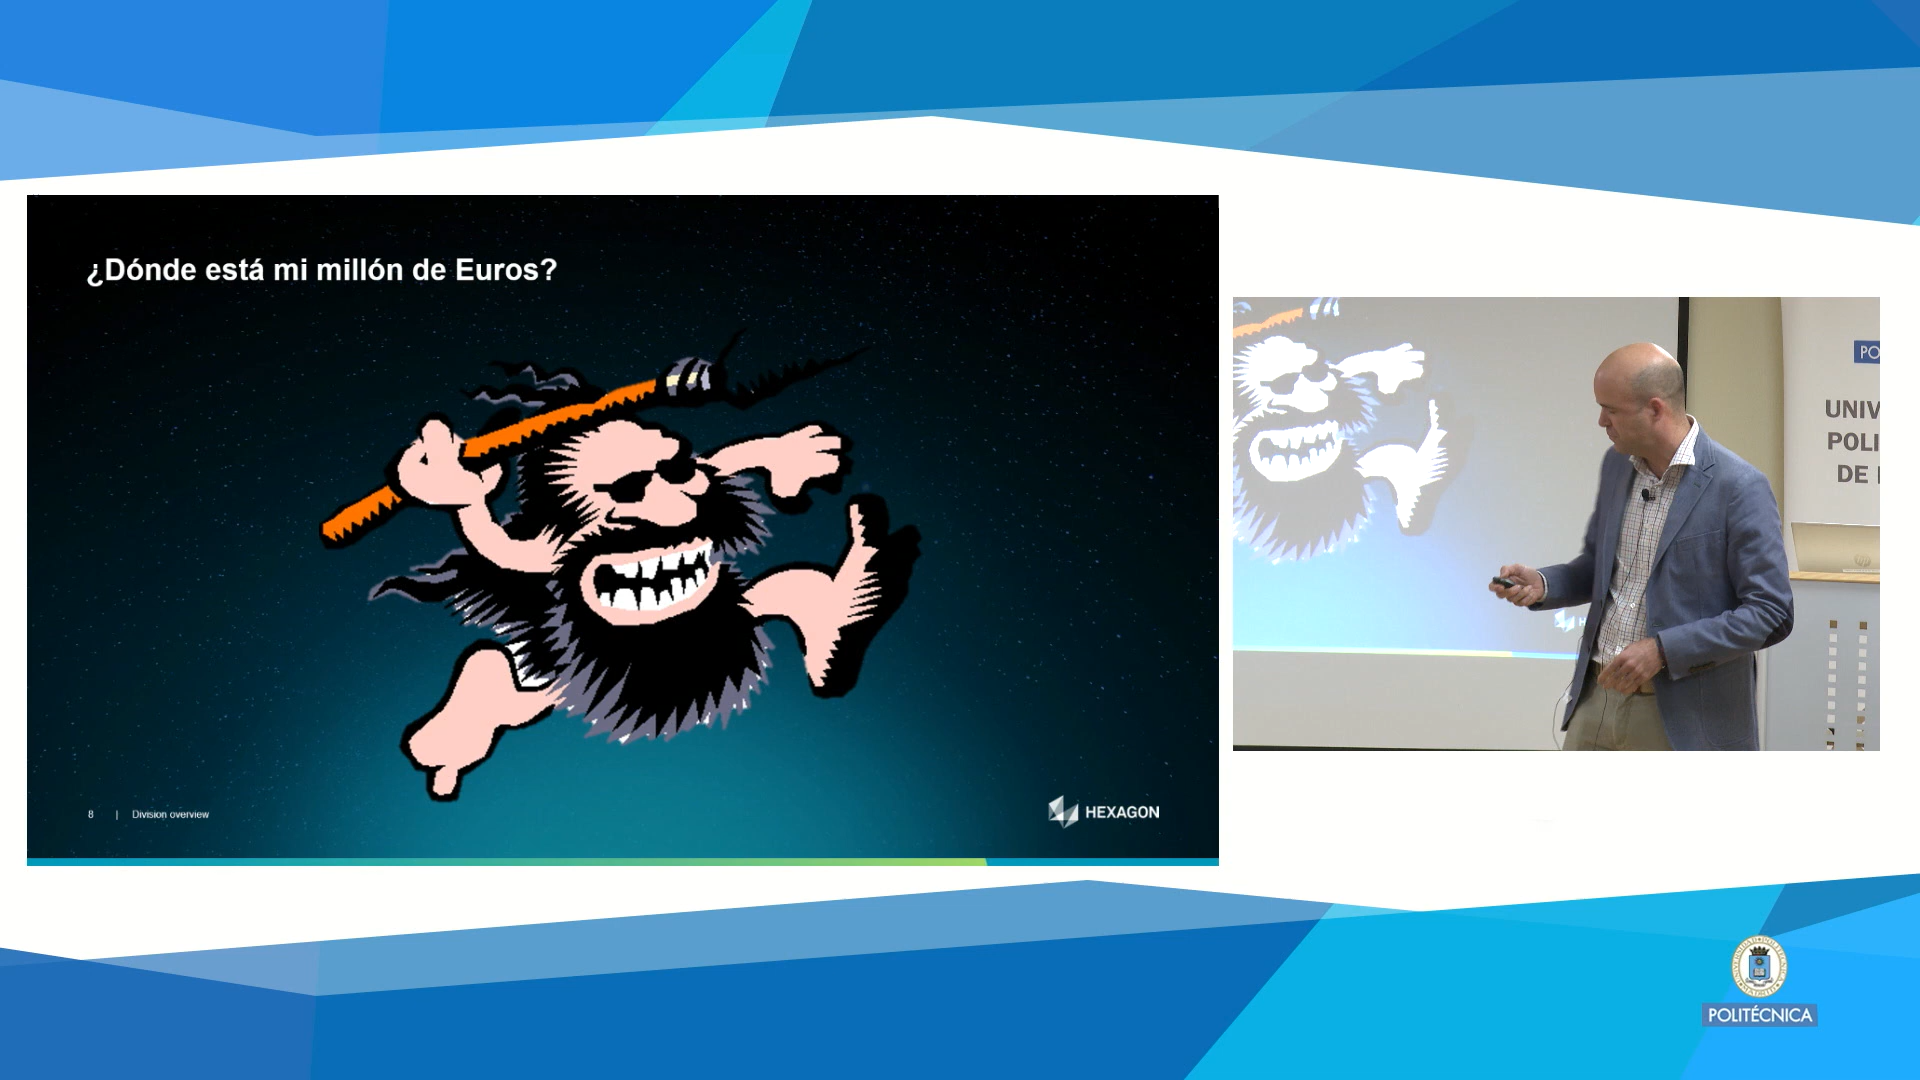 ¿Dónde está mi millón de Euros?
8 | Division overview
HEXAGON
PO
UNIV
POLI
DE
POLITÉCNICA